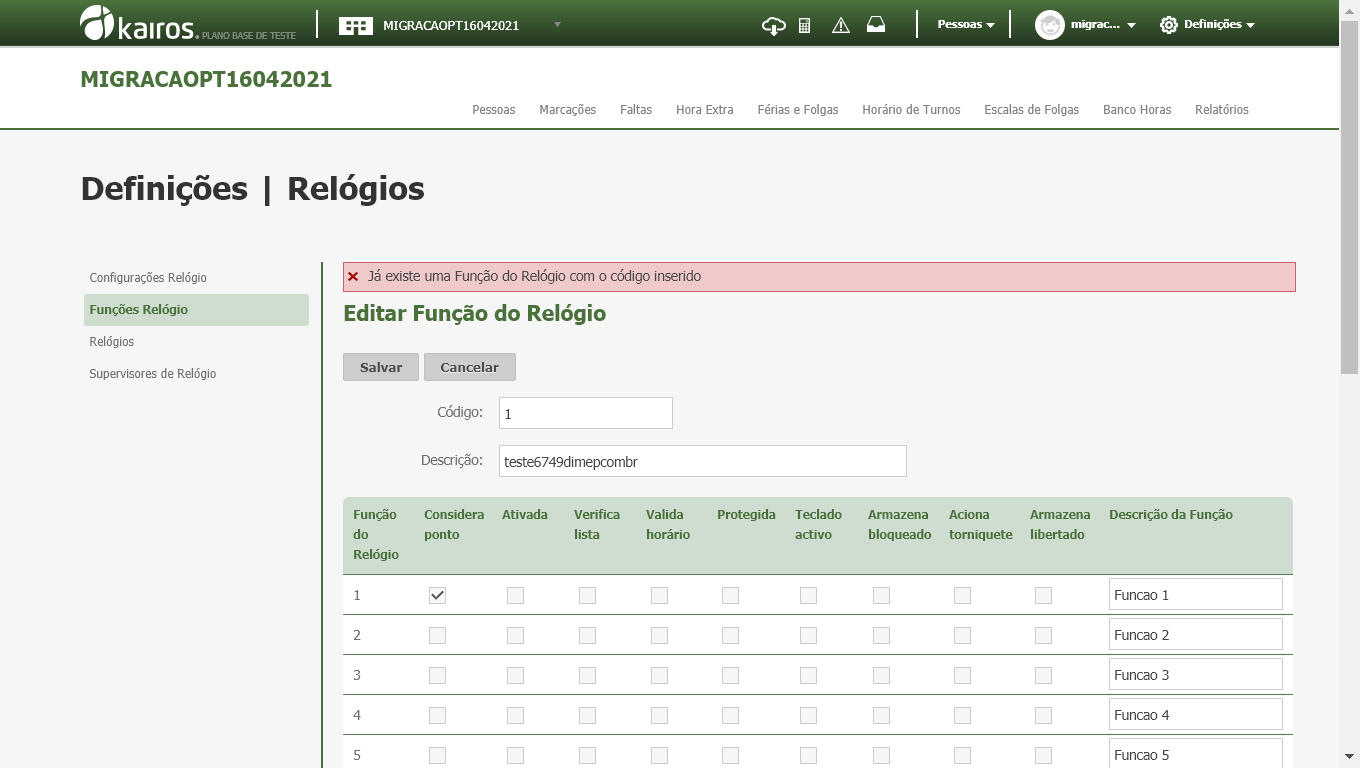 kairos. PLANO BASE DE TESTE
MIGRACAOPT16042021
Pessoas
migrac...
Definições
MIGRACAOPT16042021
Pessoas Marcações Faltas Hora Extra Férias e Folgas Horário de Turnos Escalas de Folgas Banco Horas Relatórios
Definições | Relógios
Configurações Relógio
Funções Relógio
Relógios
Supervisores de Relógio
Já existe uma Função do Relógio com o código inserido
Editar Função do Relógio
Salvar Cancelar
Código: 1
Descrição: teste6749dimepcombr
Função do Relógio
Considera ponto
Ativada
Verifica lista
Valida horário
Protegida
Teclado activo
Armazena bloqueado
Aciona torniquete
Armazena libertado
Descrição da Função
1 Funcao 1
2 Funcao 2
3 Funcao 3
4 Funcao 4
5 Funcao 5